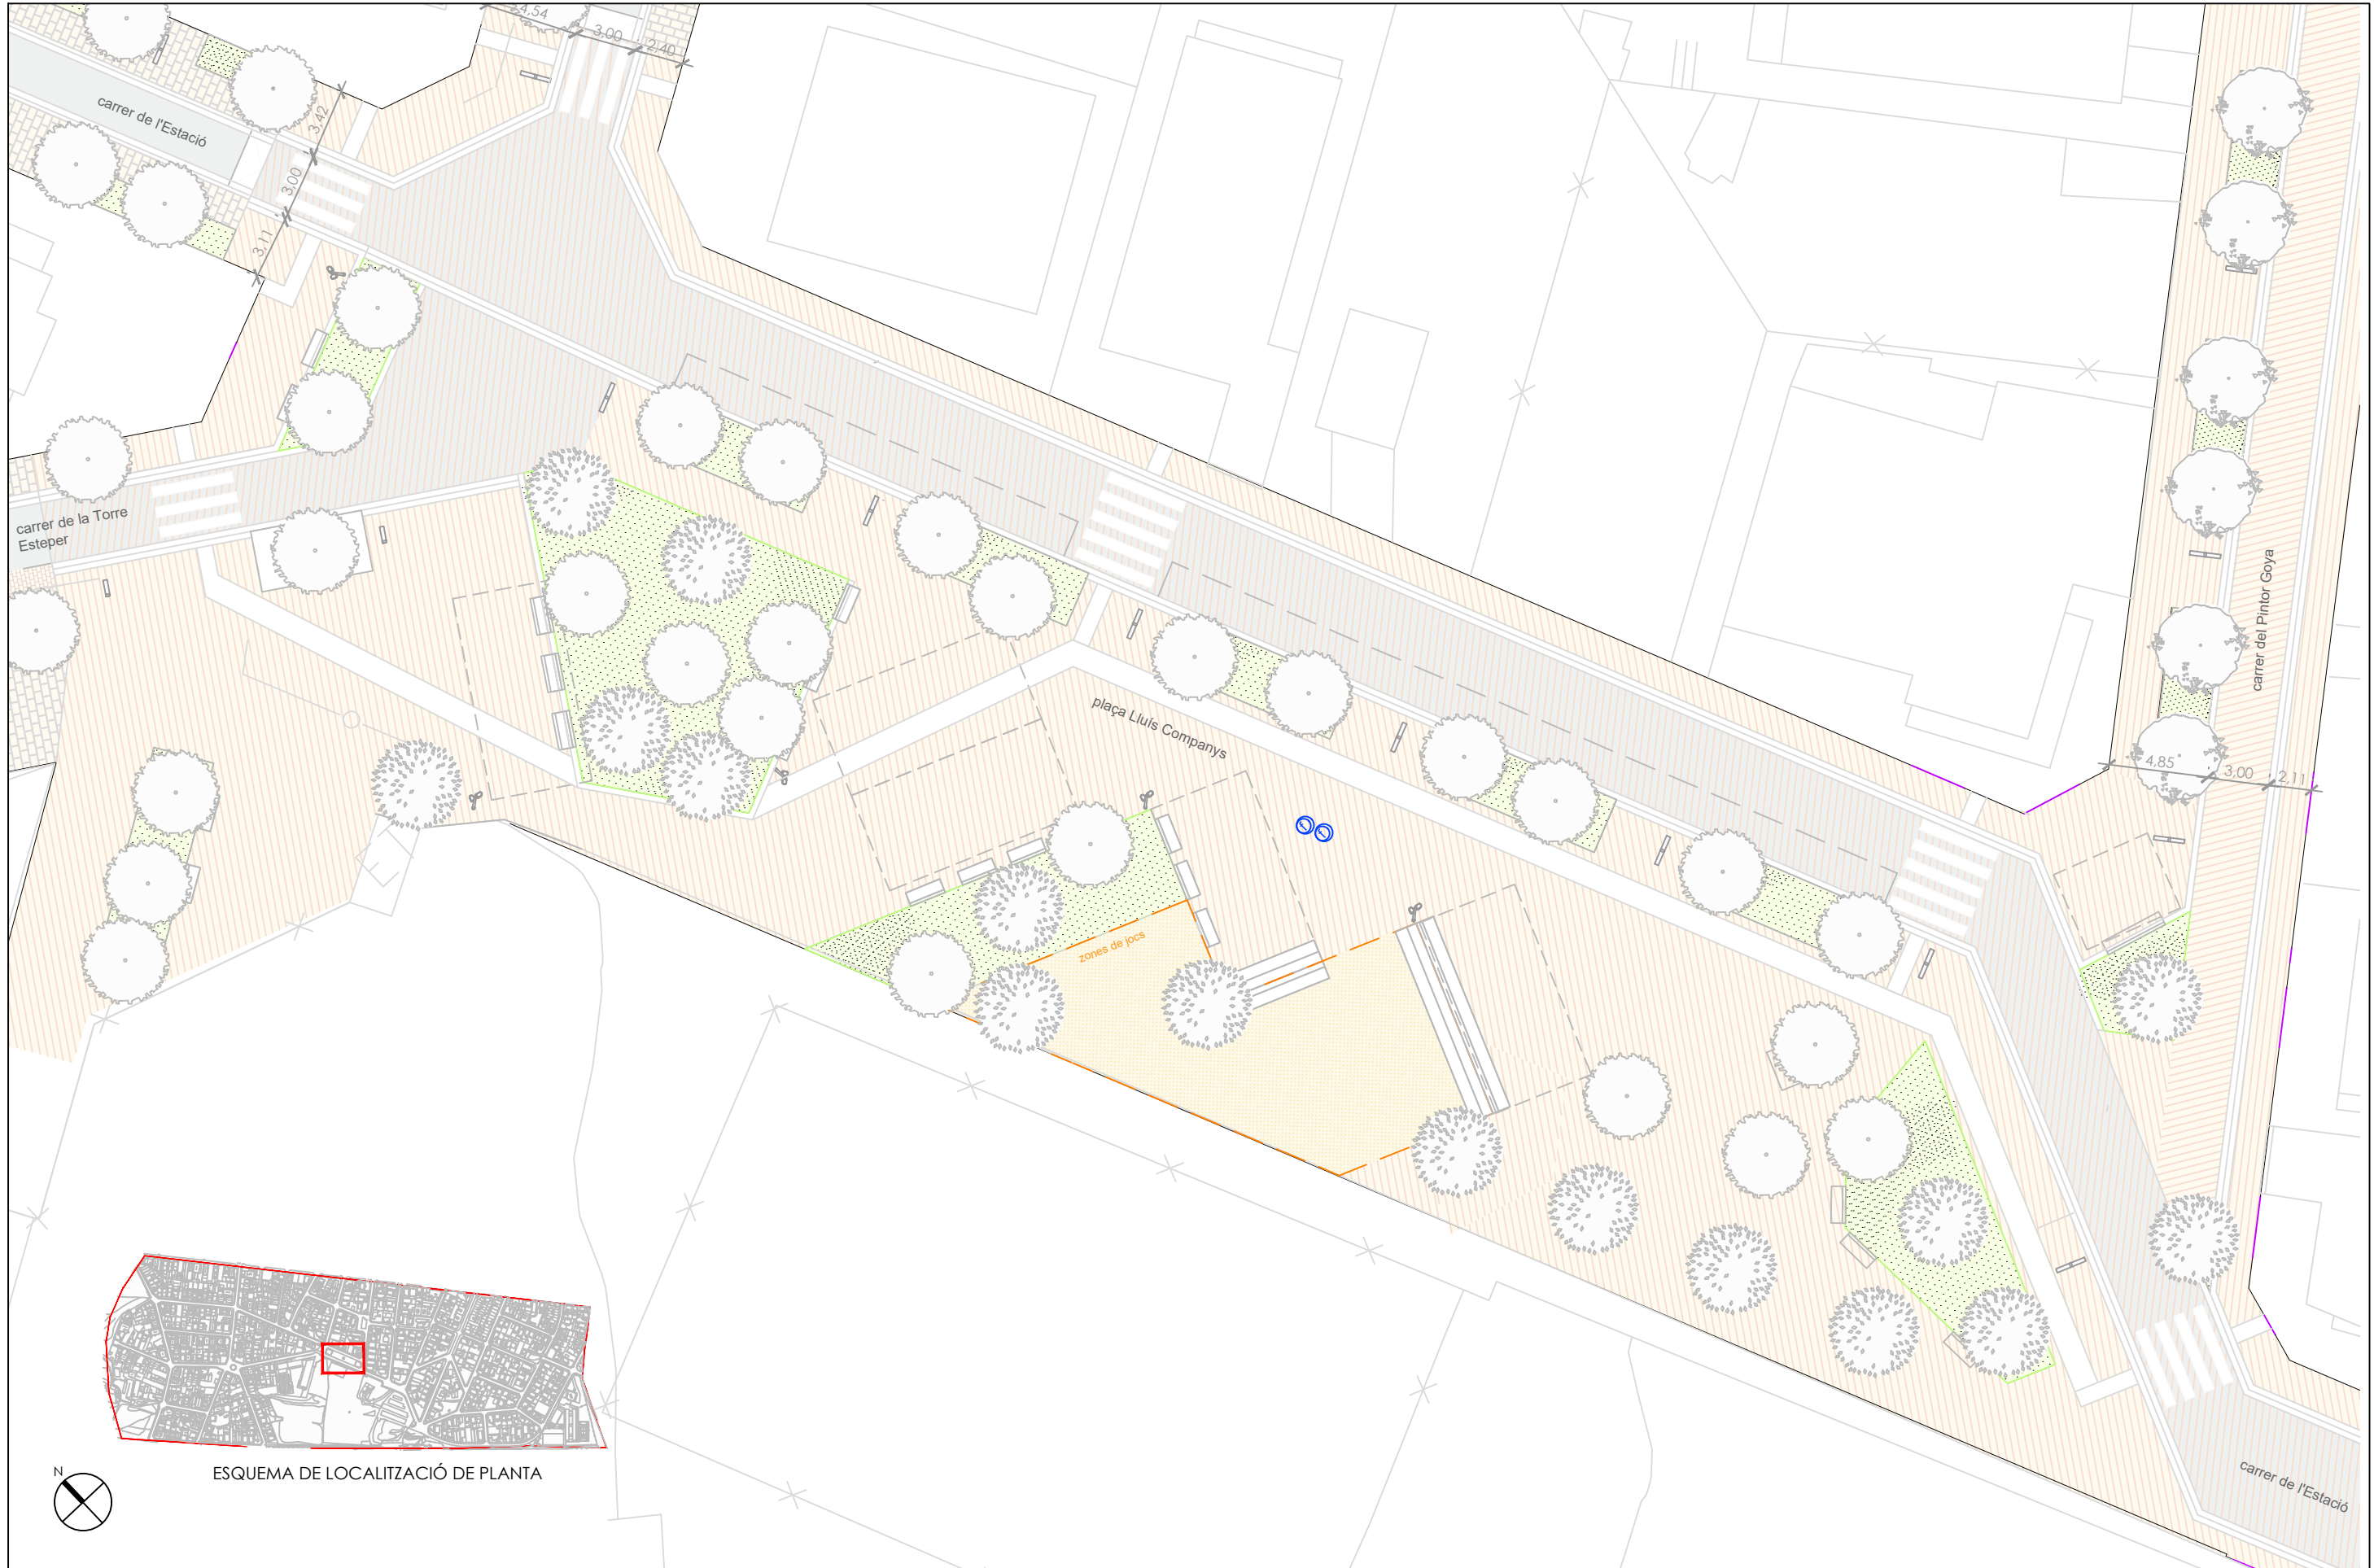 4,54
3,00
2,40
carrer de l'Estació
3,42
3,00
3,11
carrer de la Torre
Esteper
plaça Lluís Companys
carrer del Pintor Goya
4,85
3,00
2,11
zones de jocs
carrer de l'Estació
N
ESQUEMA DE LOCALITZACIÓ DE PLANTA